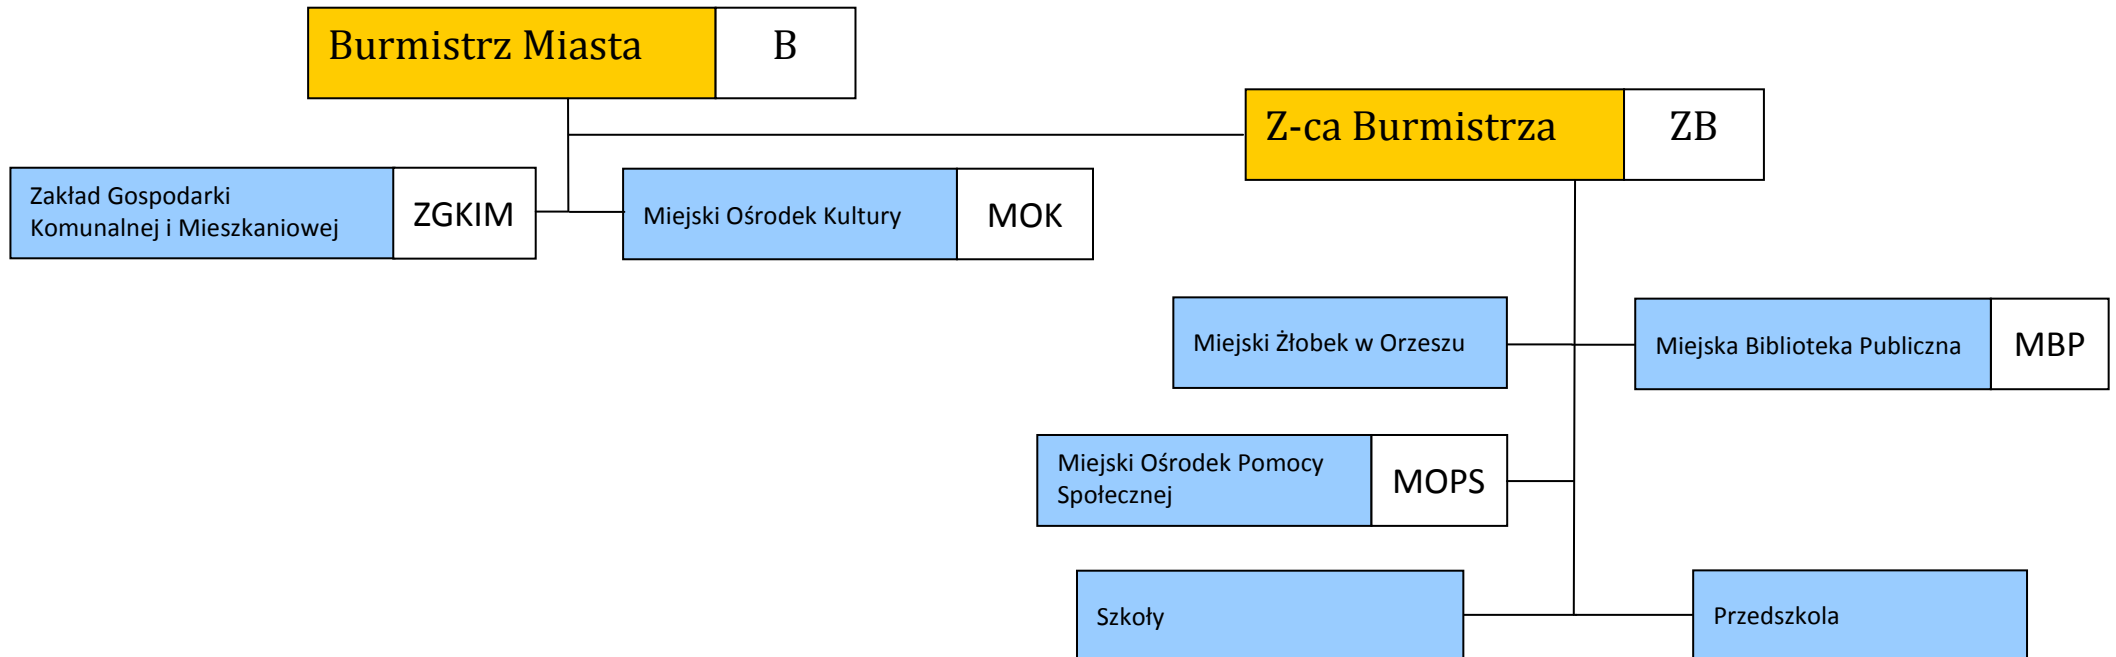 Burmistrz Miasta B
Z-ca Burmistrza ZB
Zakład Gospodarki
Komunalnej i Mieszkaniowej
ZGKIM
Miejski Ośrodek Kultury MOK
Miejski Żłobek w Orzeszu
Miejska Biblioteka Publiczna MBP
Miejski Ośrodek Pomocy
Społecznej
MOPS
Szkoły
Przedszkola